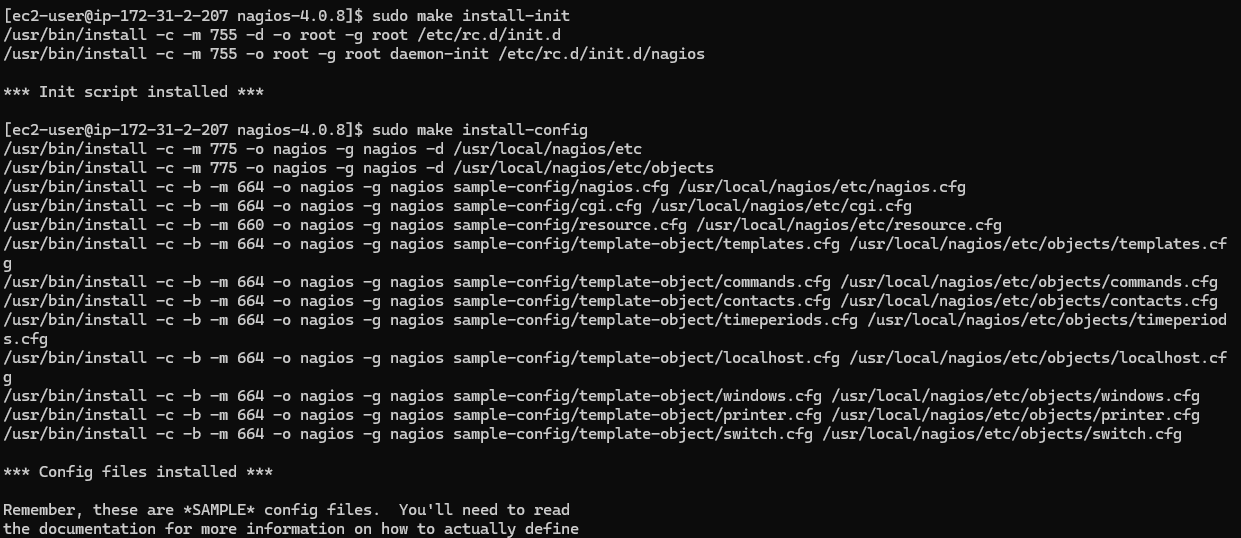 [ec2-user@ip-172-31-2-207 nagios-4.0.8]$ sudo make install-init
/usr/bin/install -c -m 755 -d -o root -g root /etc/rc.d/init.d
/usr/bin/install -c -m 755 -o root -g root daemon-init /etc/rc.d/init.d/nagios

*** Init script installed ***

[ec2-user@ip-172-31-2-207 nagios-4.0.8]$ sudo make install-config
/usr/bin/install -c -m 775 -o nagios -g nagios -d /usr/local/nagios/etc
/usr/bin/install -c -m 775 -o nagios -g nagios -d /usr/local/nagios/etc/objects
/usr/bin/install -c -b -m 664 -o nagios -g nagios sample-config/nagios.cfg /usr/local/nagios/etc/nagios.cfg
/usr/bin/install -c -b -m 664 -o nagios -g nagios sample-config/cgi.cfg /usr/local/nagios/etc/cgi.cfg
/usr/bin/install -c -b -m 660 -o nagios -g nagios sample-config/resource.cfg /usr/local/nagios/etc/resource.cfg
/usr/bin/install -c -b -m 664 -o nagios -g nagios sample-config/template-object/templates.cfg /usr/local/nagios/etc/objects/templates.cf
g
/usr/bin/install -c -b -m 664 -o nagios -g nagios sample-config/template-object/commands.cfg /usr/local/nagios/etc/objects/commands.cfg
/usr/bin/install -c -b -m 664 -o nagios -g nagios sample-config/template-object/contacts.cfg /usr/local/nagios/etc/objects/contacts.cfg
/usr/bin/install -c -b -m 664 -o nagios -g nagios sample-config/template-object/timeperiods.cfg /usr/local/nagios/etc/objects/timeperiod
s.cfg
/usr/bin/install -c -b -m 664 -o nagios -g nagios sample-config/template-object/localhost.cfg /usr/local/nagios/etc/objects/localhost.cf
g
/usr/bin/install -c -b -m 664 -o nagios -g nagios sample-config/template-object/windows.cfg /usr/local/nagios/etc/objects/windows.cfg
/usr/bin/install -c -b -m 664 -o nagios -g nagios sample-config/template-object/printer.cfg /usr/local/nagios/etc/objects/printer.cfg
/usr/bin/install -c -b -m 664 -o nagios -g nagios sample-config/template-object/switch.cfg /usr/local/nagios/etc/objects/switch.cfg

*** Config files installed ***

Remember, these are *SAMPLE* config files.  You'll need to read
the documentation for more information on how to actually define